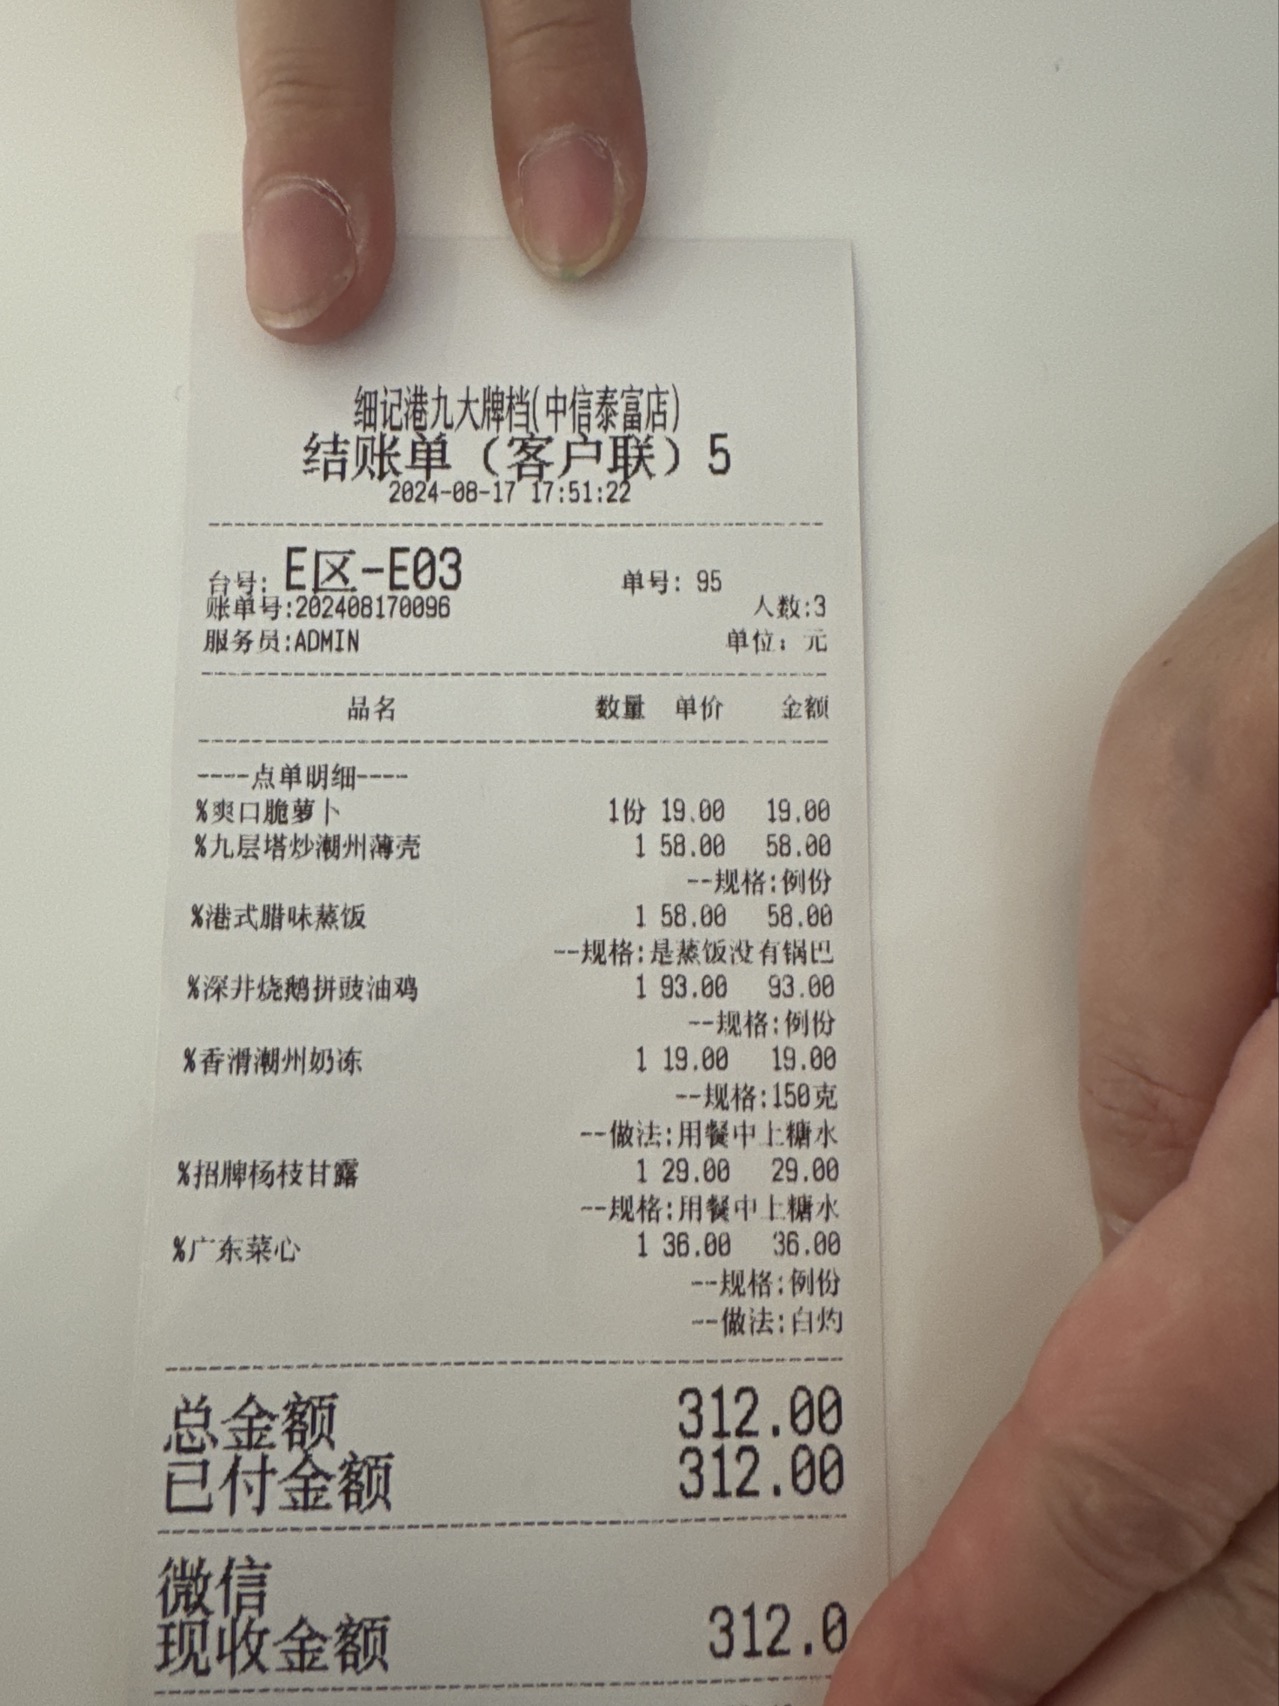 细记港九大牌档(中信泰富店)
结账单（客户联）5
2024-08-17 17:51:22
台号: E区-E03 单号: 95
账单号:202408170096 人数:3
服务员:ADMIN 单位: 元
品名 数量 单价 金额
----点单明细----
%爽口脆萝卜 1份 19.00 19.00
%九层塔炒潮州薄壳 1 58.00 58.00
--规格:例份
%港式腊味蒸饭 1 58.00 58.00
--规格:是蒸饭没有锅巴
%深井烧鹅拼豉油鸡 1 93.00 93.00
--规格:例份
%香滑潮州奶冻 1 19.00 19.00
--规格:150克
--做法:用餐中上糖水
%招牌杨枝甘露 1 29.00 29.00
--规格:用餐中上糖水
%广东菜心 1 36.00 36.00
--规格:例份
--做法:白灼
总金额 312.00
已付金额 312.00
微信
现收金额 312.0